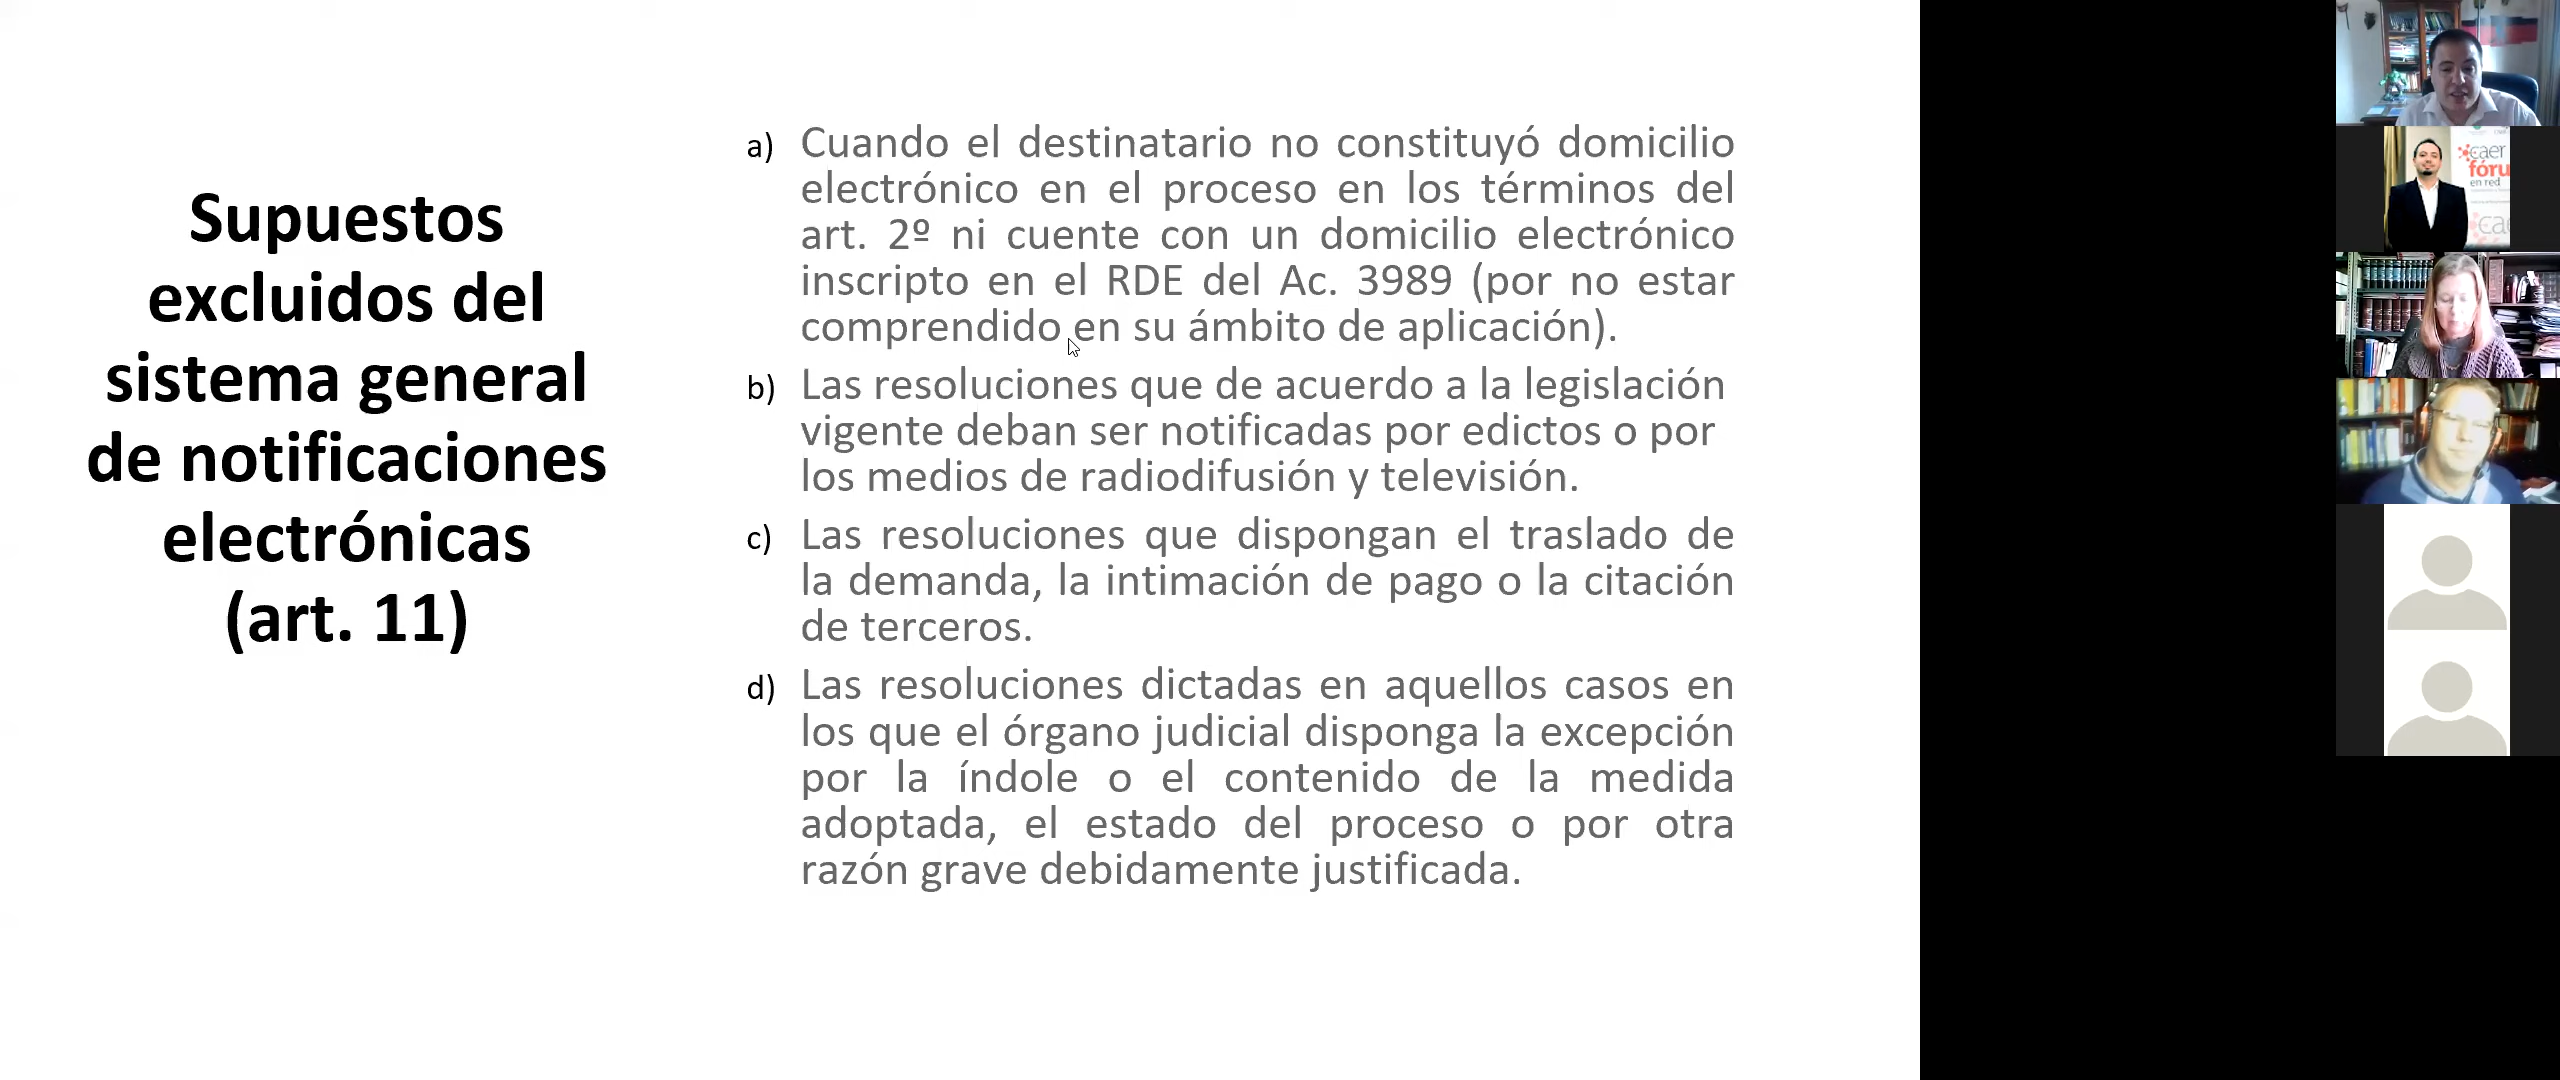 Supuestos
excluidos del
sistema general
de notificaciones
electrónicas
(art. 11)
a) Cuando el destinatario no constituyó domicilio
electrónico en el proceso en los términos del
art. 2º ni cuente con un domicilio electrónico
inscripto en el RDE del Ac. 3989 (por no estar
comprendido en su ámbito de aplicación).
b) Las resoluciones que de acuerdo a la legislación
vigente deban ser notificadas por edictos o por
los medios de radiodifusión y televisión.
c) Las resoluciones que dispongan el traslado de
la demanda, la intimación de pago o la citación
de terceros.
d) Las resoluciones dictadas en aquellos casos en
los que el órgano judicial disponga la excepción
por la índole o el contenido de la medida
adoptada, el estado del proceso o por otra
razón grave debidamente justificada.
caer
fóru
en red
ca